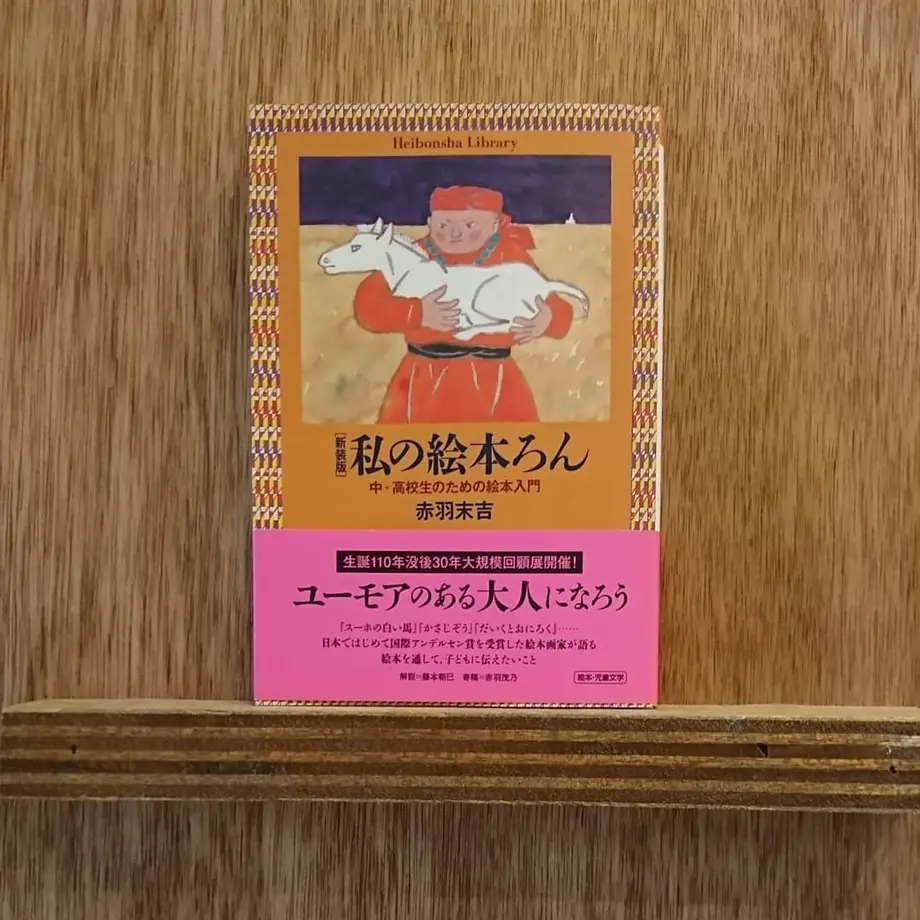 Heibonsha Library
[新装版] 私の絵本ろん
中・高校生のための絵本入門
赤羽末吉
生誕110年没後30年大規模回顧展開催!
ユーモアのある大人になろう
『スーホの白い馬』『かさじぞう』『だいくとおにろく』……
日本ではじめて国際アンデルセン賞を受賞した絵本画家が語る
絵本を通して、子どもに伝えたいこと
解説=藤本朝巳 寄稿=赤羽茂乃
絵本・児童文学